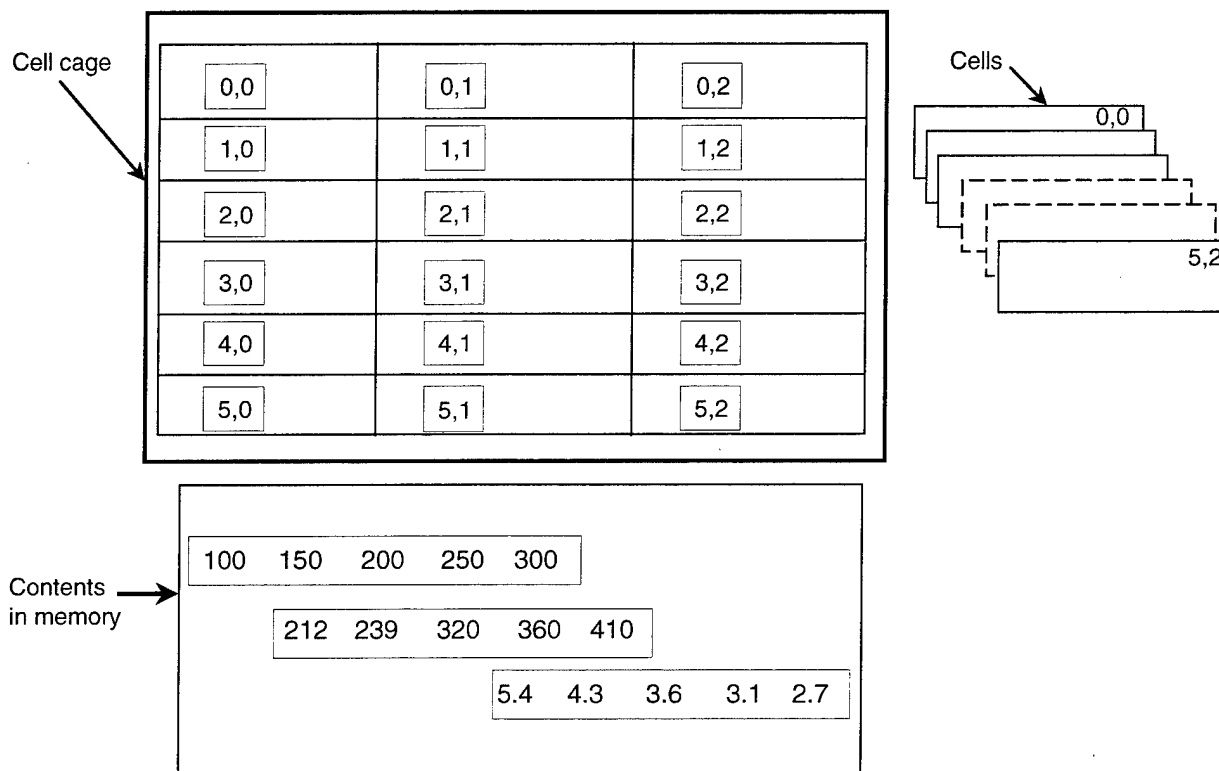 Cell cage
0,0 0,1 0,2
1,0 1,1 1,2
2,0 2,1 2,2
3,0 3,1 3,2
4,0 4,1 4,2
5,0 5,1 5,2
Cells
0,0
5,2
Contents
in memory
100 150 200 250 300
212 239 320 360 410
5.4 4.3 3.6 3.1 2.7